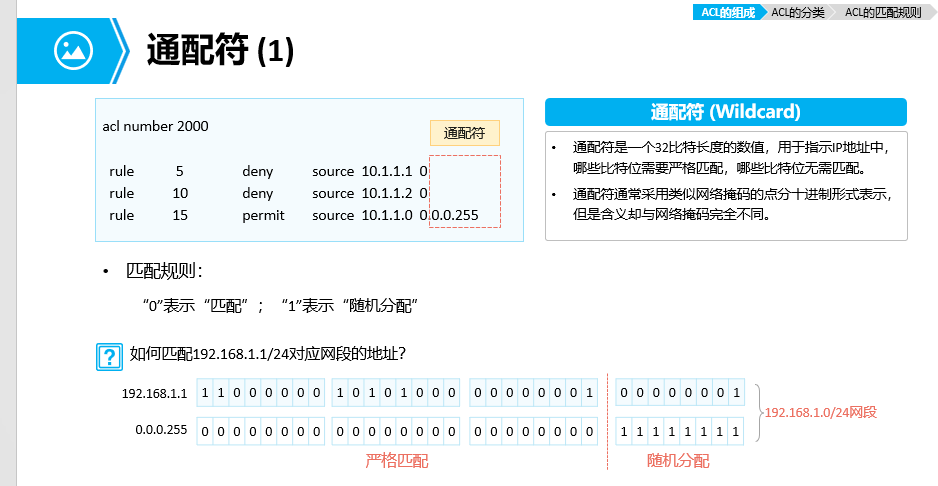 ACL的组成 ACL的分类 ACL的匹配规则
通配符 (1)
acl number 2000
通配符
rule 5 deny source 10.1.1.1 0
rule 10 deny source 10.1.1.2 0
rule 15 permit source 10.1.1.0 0.0.0.255
通配符 (Wildcard)
• 通配符是一个32比特长度的数值，用于指示IP地址中，
哪些比特位需要严格匹配，哪些比特位无需匹配。
• 通配符通常采用类似网络掩码的点分十进制形式表示，
但是含义却与网络掩码完全不同。
• 匹配规则：
“0”表示“匹配”； “1”表示“随机分配”
? 如何匹配192.168.1.1/24对应网段的地址?
192.168.1.1 1 1 0 0 0 0 0 0 1 0 1 0 1 0 0 0 0 0 0 0 0 0 0 1 0 0 0 0 0 0 0 1
192.168.1.0/24网段
0.0.0.255 0 0 0 0 0 0 0 0 0 0 0 0 0 0 0 0 0 0 0 0 0 0 0 0 1 1 1 1 1 1 1 1
严格匹配 随机分配